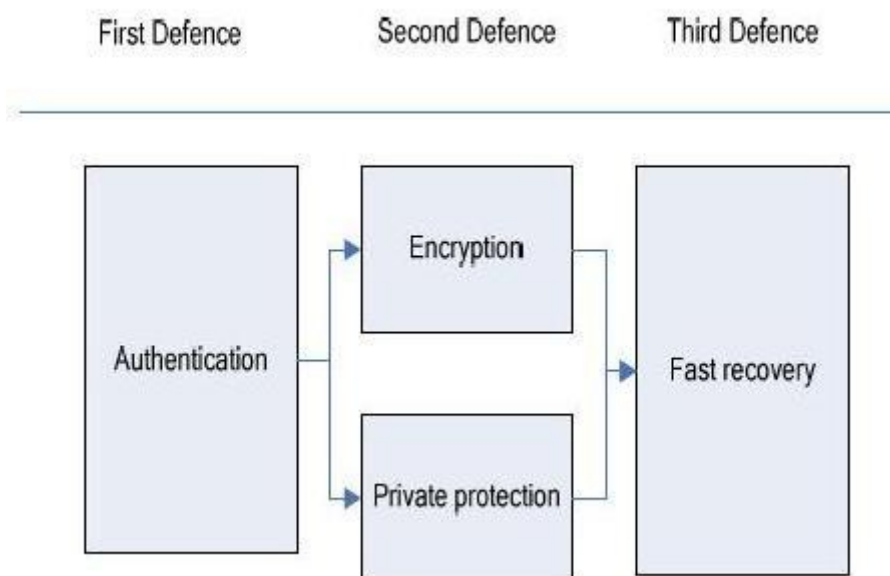 First Defence
Second Defence
Third Defence
Authentication
Encryption
Private protection
Fast recovery